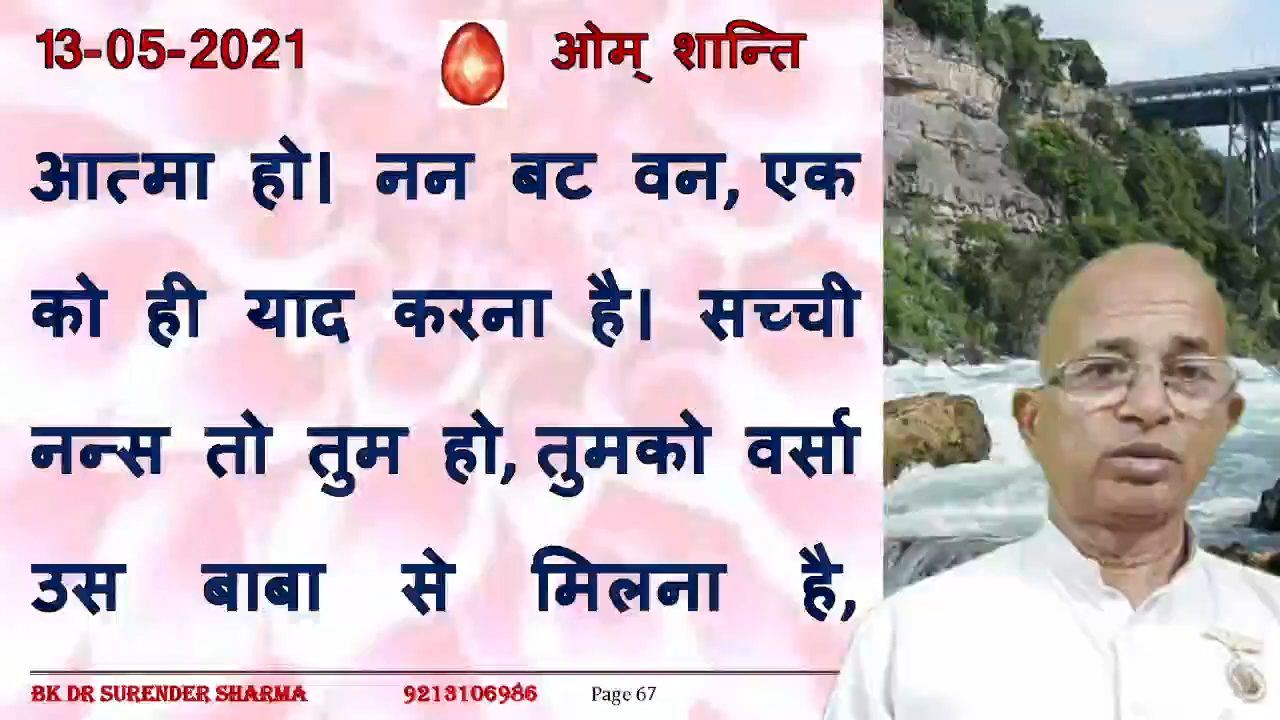 13-05-2021 ओम् शान्ति
आत्मा हो। नन बट वन, एक
को ही याद करना है। सच्ची
नन्स तो तुम हो, तुमको वर्सा
उस बाबा से मिलना है,
BK DR SURENDER SHARMA 9213106986 Page 67